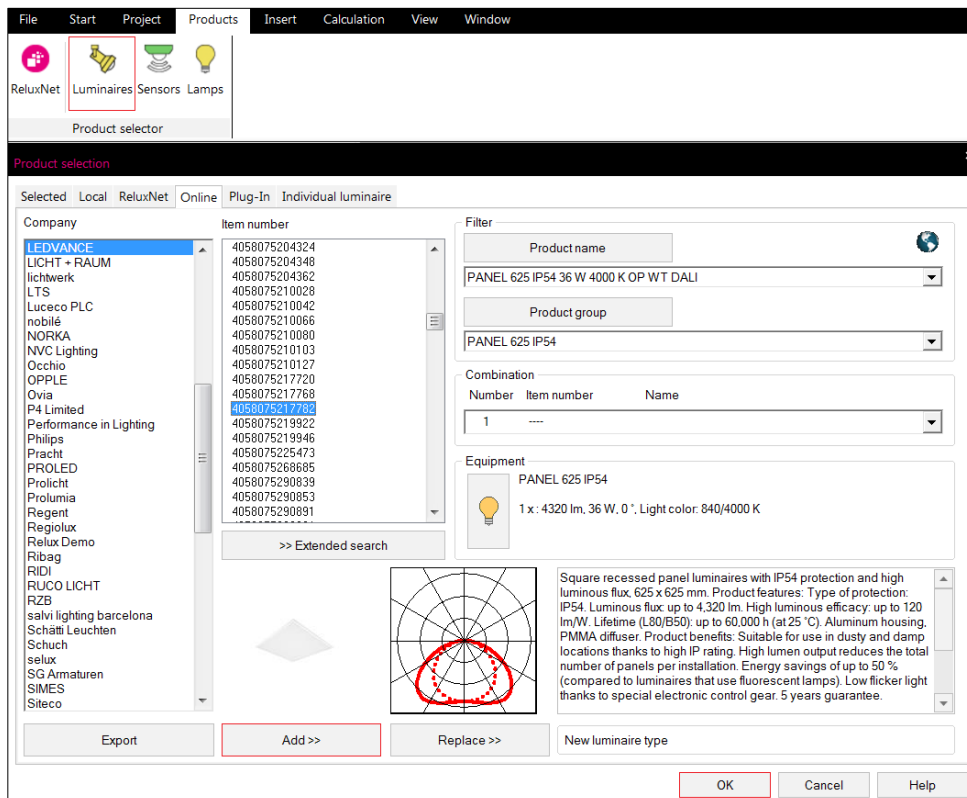 File Start Project Products Insert Calculation View Window
ReluxNet Luminaires Sensors Lamps
Product selector
Product selection
Selected Local ReluxNet Online Plug-In Individual luminaire
Company
LEDVANCE
LICHT + RAUM
lichtwerk
LTS
Luceco PLC
nobilé
NORKA
NVC Lighting
Occhio
OPPLE
Ovia
P4 Limited
Performance in Lighting
Philips
Pracht
PROLED
Prolicht
Prolumia
Regent
Regiolux
Relux Demo
Ribag
RIDI
RUCO LICHT
RZB
salvi lighting barcelona
Schätti Leuchten
Schuch
selux
SG Armaturen
SIMES
Siteco
Item number
4058075204324
4058075204348
4058075204362
4058075210028
4058075210042
4058075210066
4058075210080
4058075210103
4058075210127
4058075217720
4058075217768
4058075217782
4058075219922
4058075219946
4058075225473
4058075268685
4058075290839
4058075290853
4058075290891
>> Extended search
Filter
Product name
PANEL 625 IP54 36 W 4000 K OP WT DALI
Product group
PANEL 625 IP54
Combination
Number Item number Name
1 ----
Equipment
PANEL 625 IP54
1 x : 4320 lm, 36 W, 0 °, Light color: 840/4000 K
Square recessed panel luminaires with IP54 protection and high
luminous flux, 625 x 625 mm. Product features: Type of protection:
IP54. Luminous flux: up to 4,320 lm. High luminous efficacy: up to 120
lm/W. Lifetime (L80/B50): up to 60,000 h (at 25 °C). Aluminum housing,
PMMA diffuser. Product benefits: Suitable for use in dusty and damp
locations thanks to high IP rating. High lumen output reduces the total
number of panels per installation. Energy savings of up to 50 %
(compared to luminaires that use fluorescent lamps). Low flicker light
thanks to special electronic control gear. 5 years guarantee.
Export Add >> Replace >> New luminaire type
OK Cancel Help